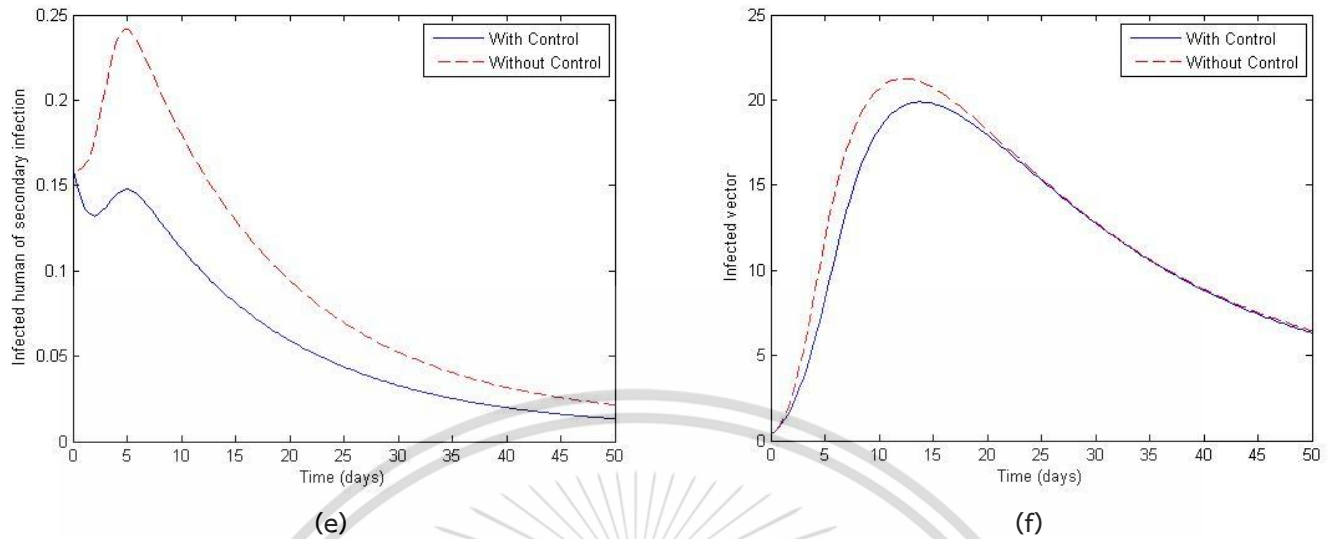 0.25
0.2
0.15
0.1
0.05
0
Infected human of secondary infection
With Control
Without Control
0 5 10 15 20 25 30 35 40 45 50
Time (days)
(e)
25
20
15
10
5
0
Infected vector
With Control
Without Control
0 5 10 15 20 25 30 35 40 45 50
Time (days)
(f)